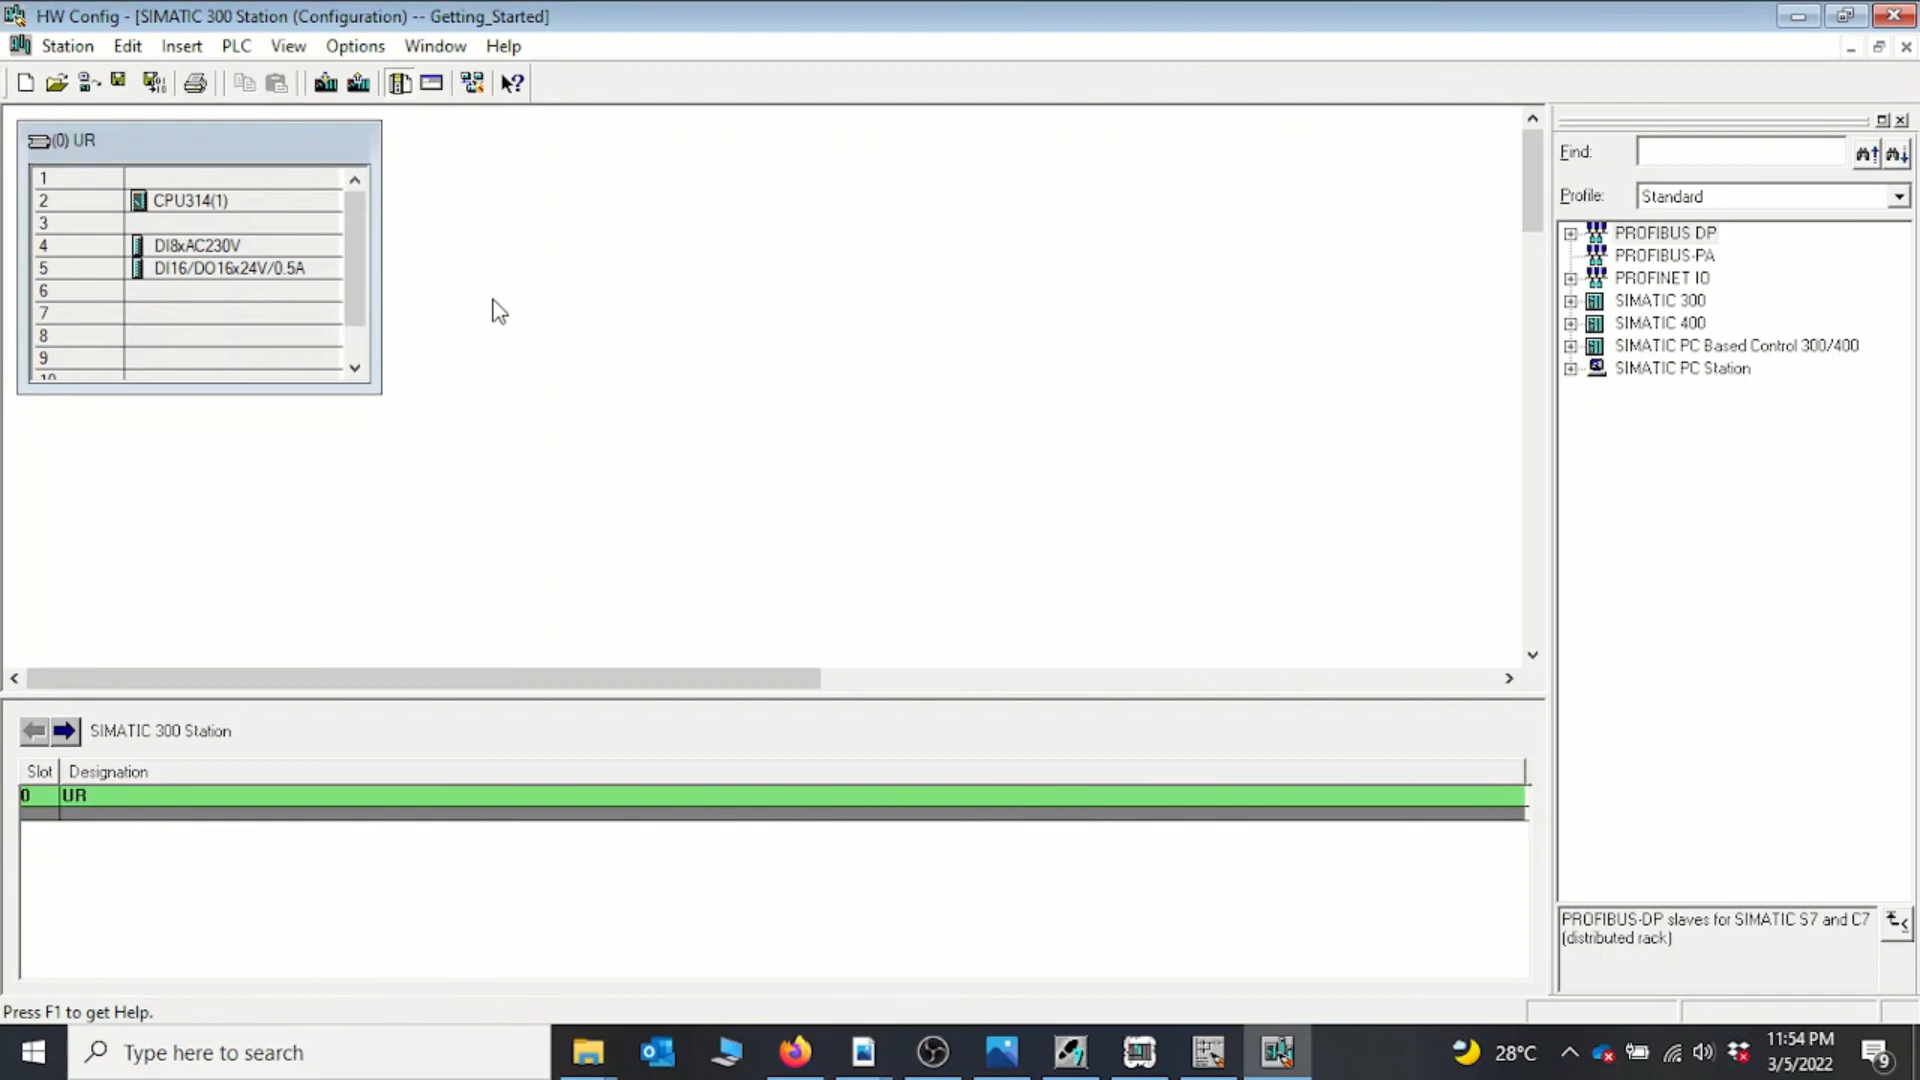 HW Config - [SIMATIC 300 Station (Configuration) -- Getting_Started]
Station Edit Insert PLC View Options Window Help
(0) UR
1
2 CPU314(1)
3
4 DI8xAC230V
5 DI16/DO16x24V/0.5A
6
7
8
9
10
Find:
Profile: Standard
PROFIBUS DP
PROFIBUS-PA
PROFINET IO
SIMATIC 300
SIMATIC 400
SIMATIC PC Based Control 300/400
SIMATIC PC Station
SIMATIC 300 Station
Slot Designation
0 UR
PROFIBUS-DP slaves for SIMATIC S7 and C7
(distributed rack)
Press F1 to get Help.
Type here to search
28°C
11:54 PM
3/5/2022
9